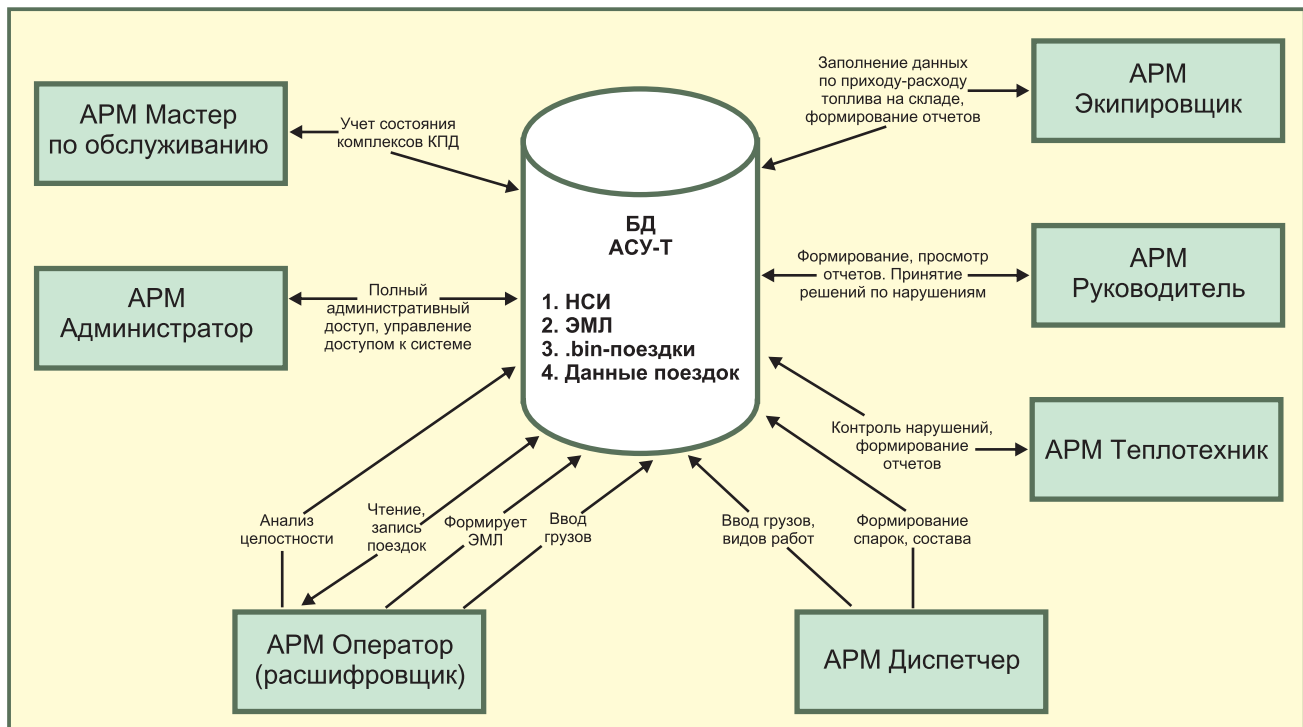 АРМ Мастер
по обслуживанию
Учет состояния
комплексов КПД
Заполнение данных
по приходу-расходу
топлива на складе,
формирование отчетов
АРМ
Экипировщик
БД
АСУ-Т
1. НСИ
2. ЭМЛ
3. .bin-поездки
4. Данные поездок
АРМ
Администратор
Полный
административный
доступ, управление
доступом к системе
Формирование, просмотр
отчетов. Принятие
решений по нарушениям
АРМ
Руководитель
Контроль нарушений,
формирование
отчетов
АРМ Теплотехник
Анализ
целостности
Чтение,
запись
поездок
Формирует
ЭМЛ
Ввод
грузов
Ввод грузов,
видов работ
Формирование
спарок, состава
АРМ Оператор
(расшифровщик)
АРМ Диспетчер